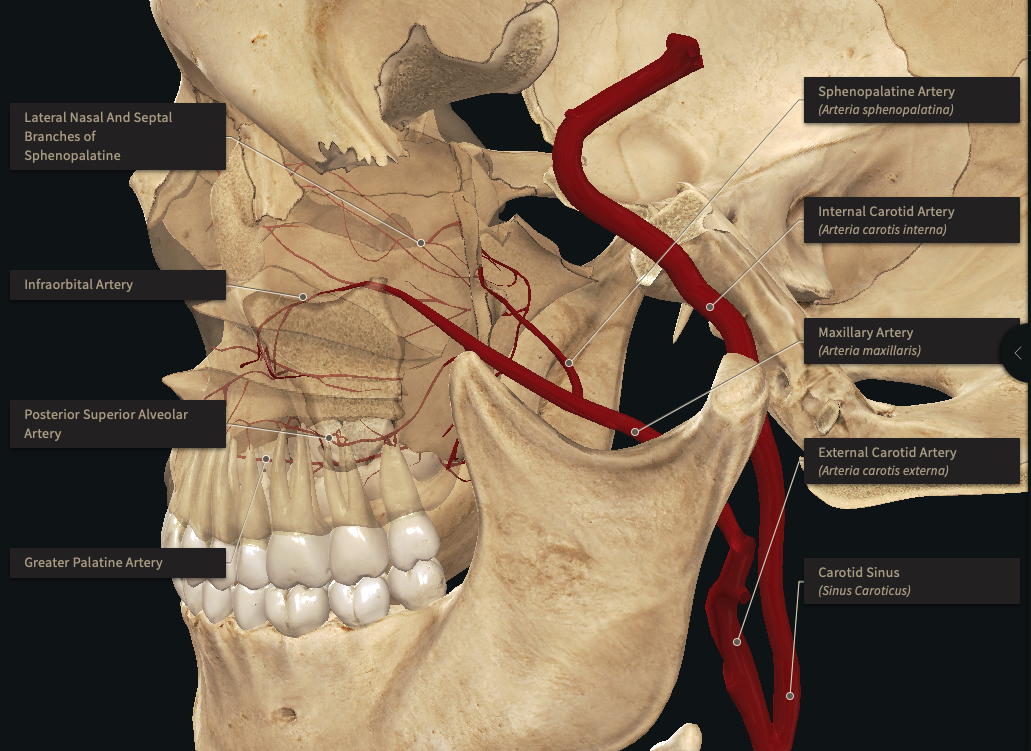 Lateral Nasal And Septal
Branches of
Sphenopalatine
Infraorbital Artery
Posterior Superior Alveolar
Artery
Greater Palatine Artery
Sphenopalatine Artery
(Arteria sphenopalatina)
Internal Carotid Artery
(Arteria carotis interna)
Maxillary Artery
(Arteria maxillaris)
External Carotid Artery
(Arteria carotis externa)
Carotid Sinus
(Sinus Caroticus)